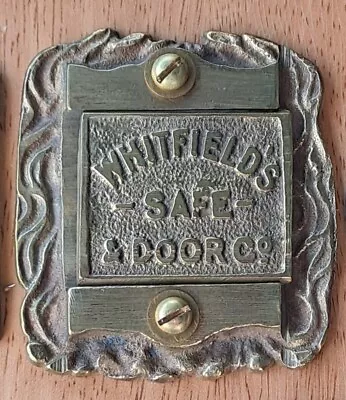 WHITFIELD'S
- SAFE -
& DOOR Co